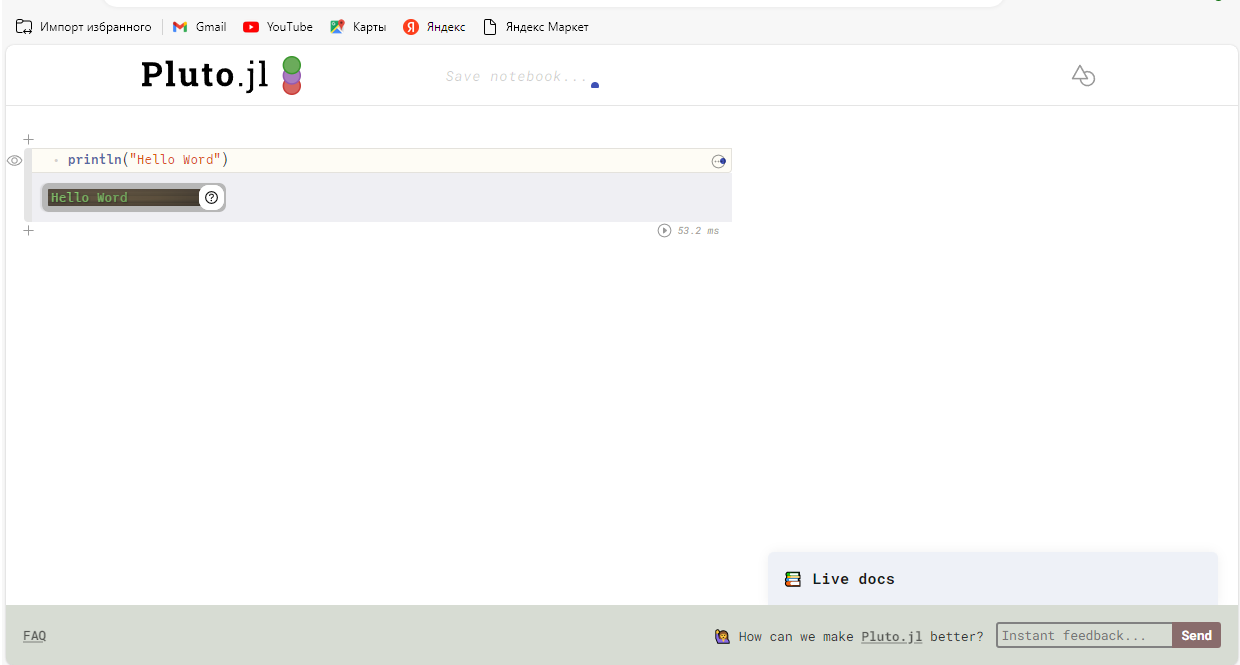 Импорт избранного Gmail YouTube Карты Яндекс Яндекс Маркет
Pluto.jl Save notebook...
println("Hello Word")
Hello Word
53.2 ms
Live docs
FAQ How can we make Pluto.jl better? Instant feedback... Send